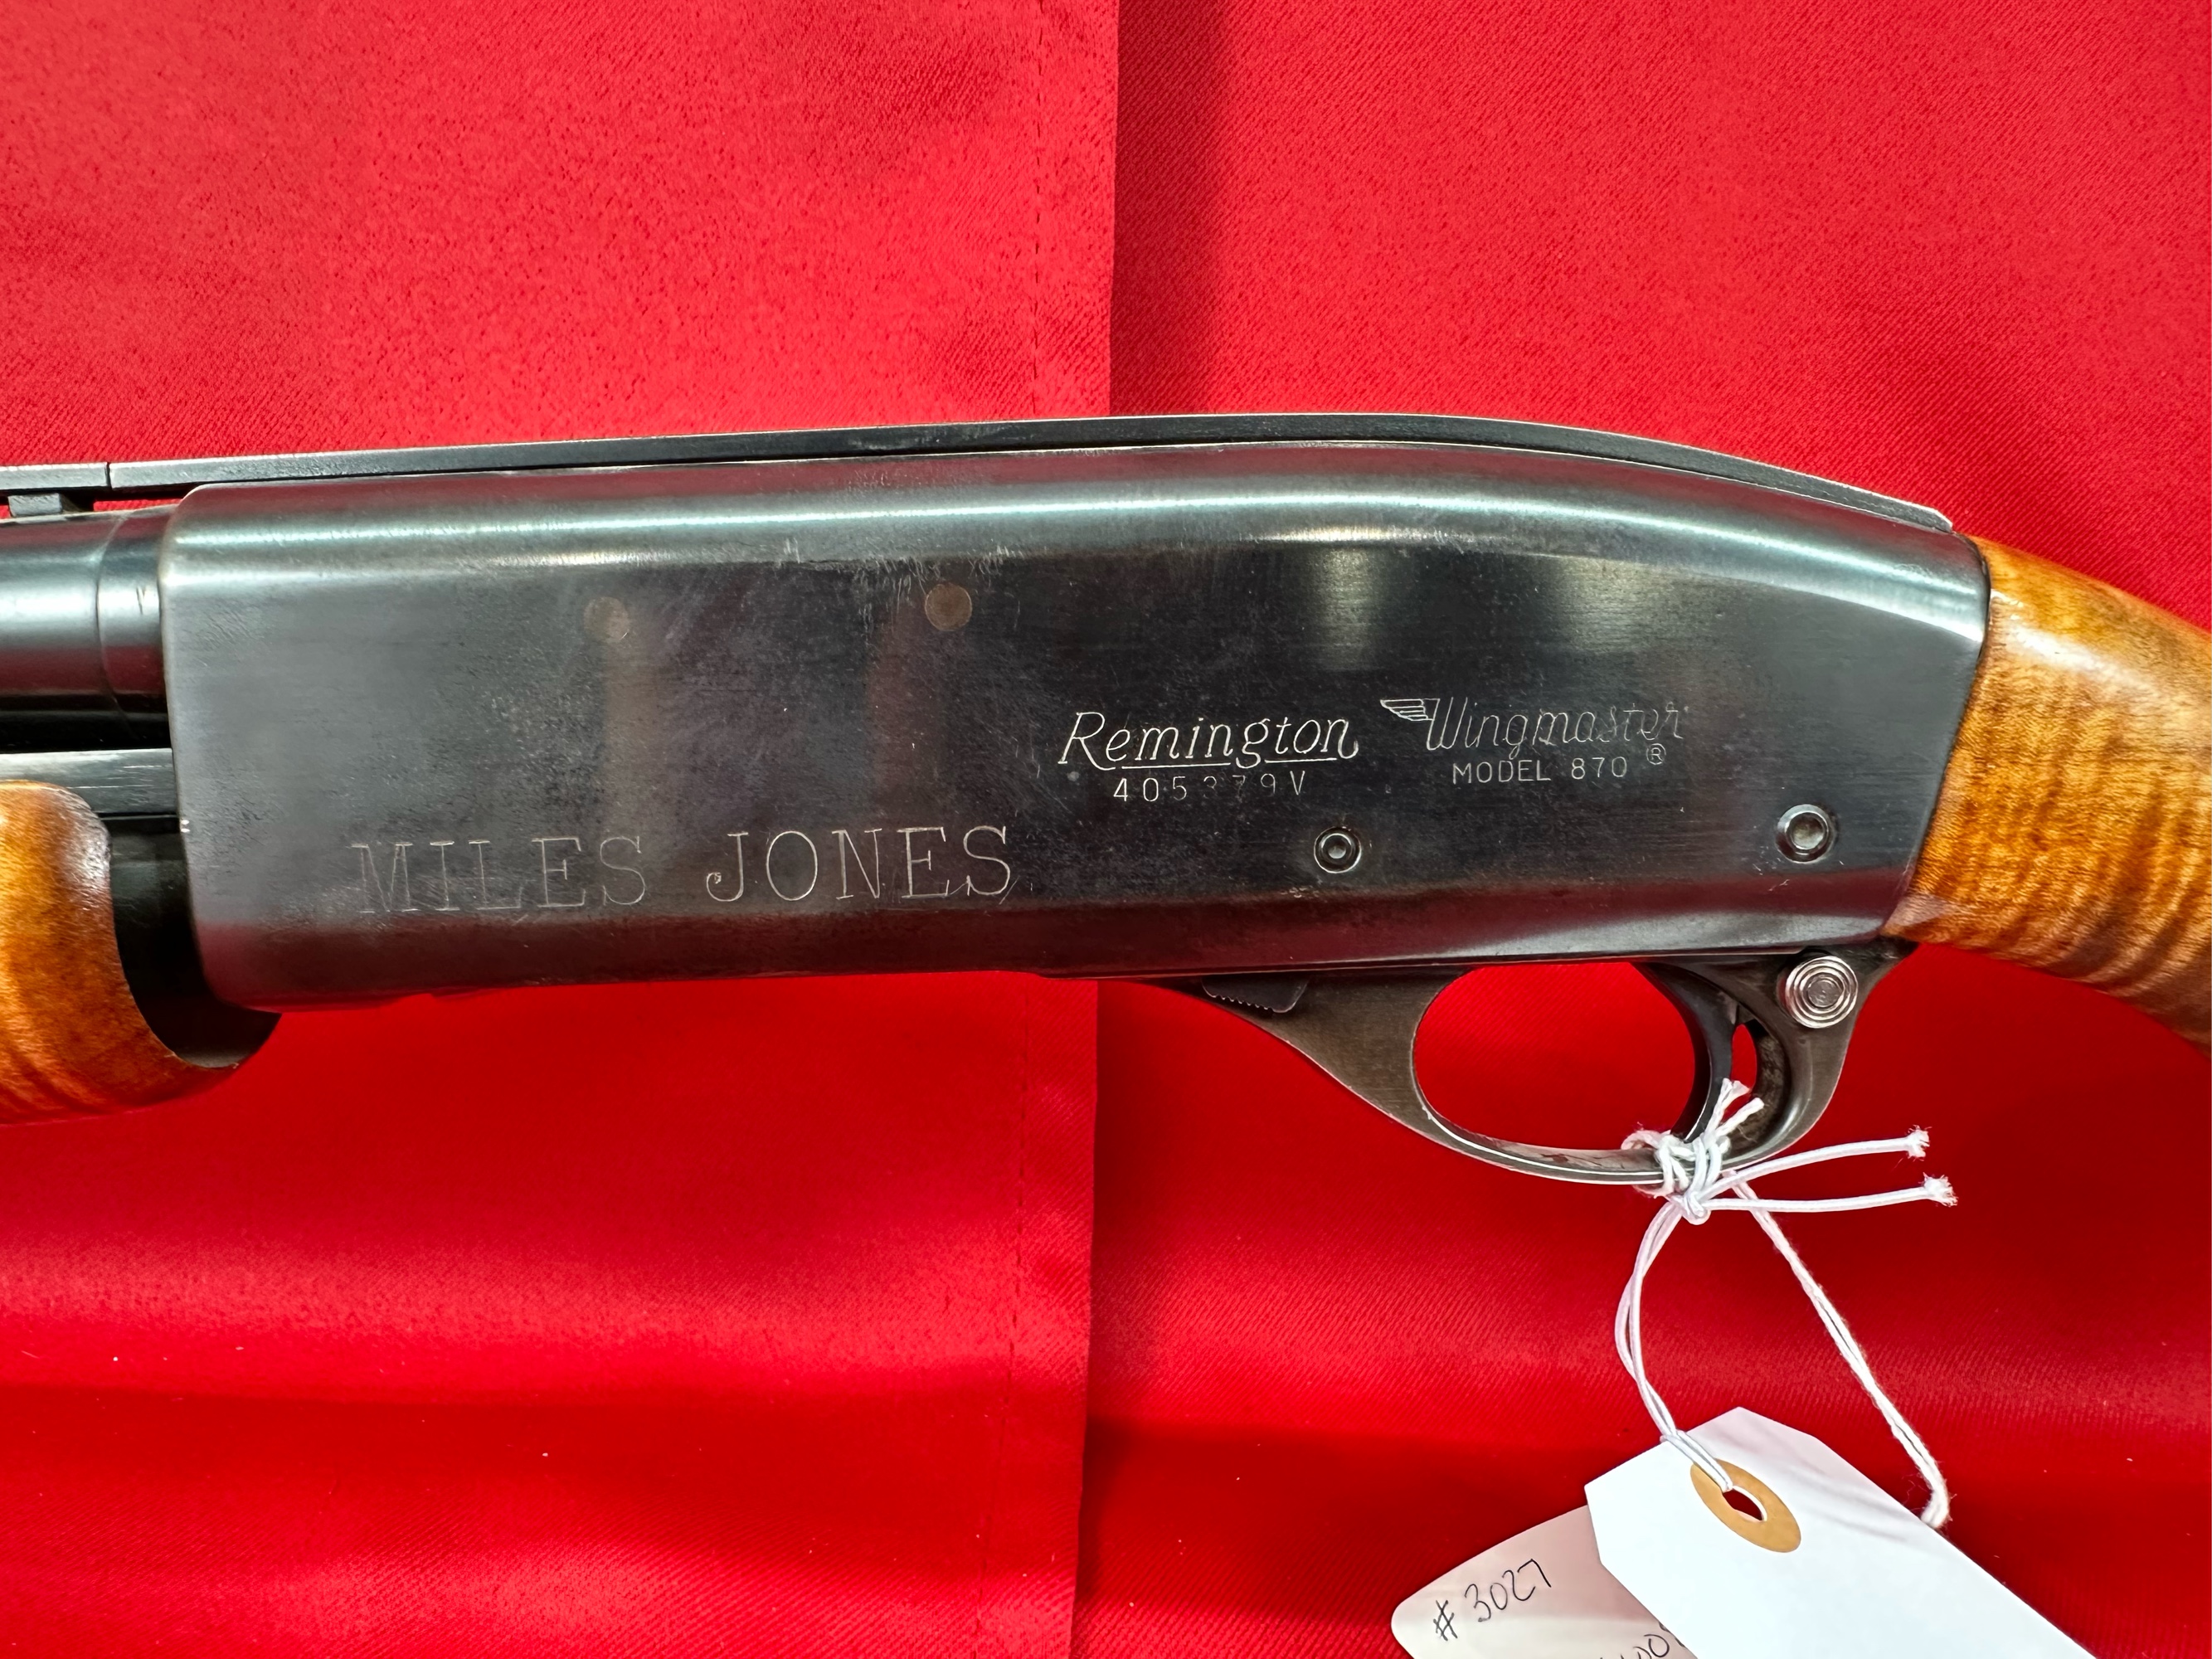 Remington Wingmaster®
405379V MODEL 870
MILES JONES
# 3027